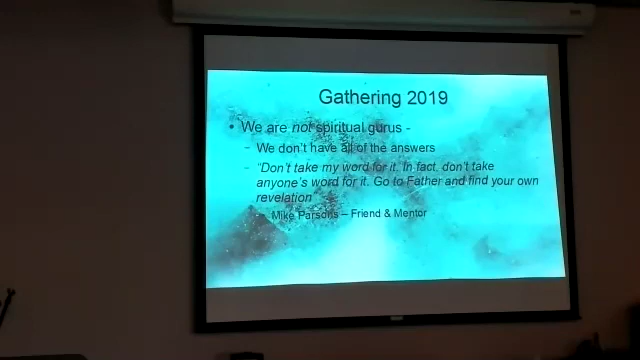 Gathering 2019
• We are not spiritual gurus -
– We don't have all of the answers
– "Don't take my word for it. In fact, don't take
anyone's word for it. Go to Father and find your own
revelation"
– Mike Parsons – Friend & Mentor